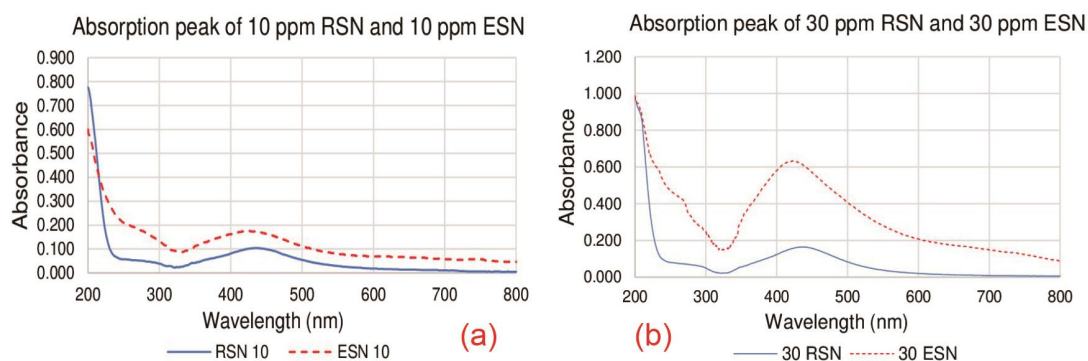 Absorption peak of 10 ppm RSN and 10 ppm ESN
0.900
0.800
0.700
0.600
0.500
0.400
0.300
0.200
0.100
0.000
Absorbance
200 300 400 500 600 700 800
Wavelength (nm)
(a)
RSN 10 ESN 10
Absorption peak of 30 ppm RSN and 30 ppm ESN
1.200
1.000
0.800
0.600
0.400
0.200
0.000
Absorbance
200 300 400 500 600 700 800
Wavelength (nm)
(b)
30 RSN 30 ESN